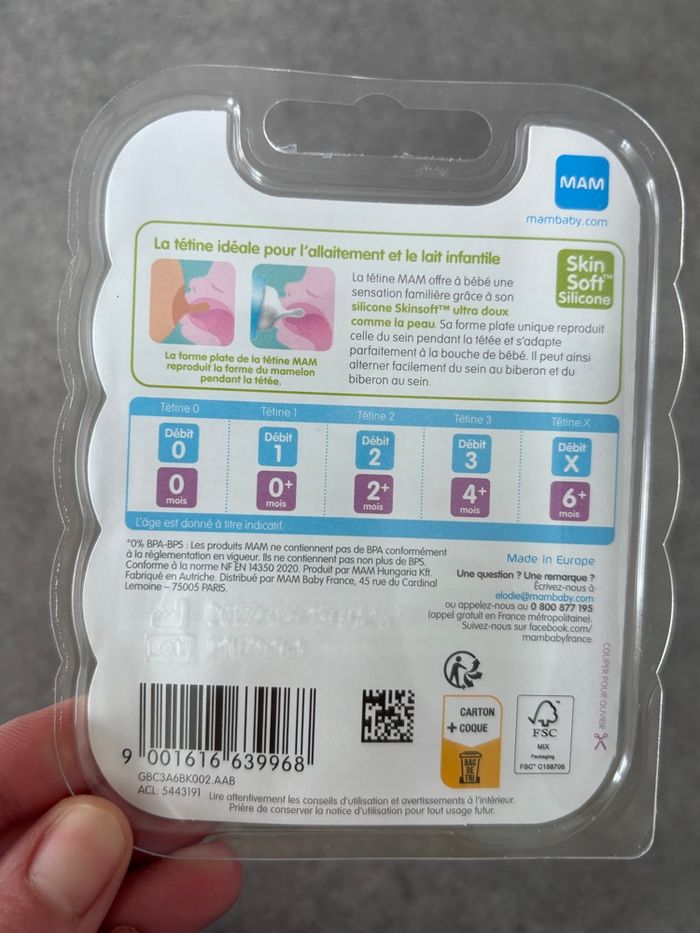 MAM
mambaby.com
La tétine idéale pour l'allaitement et le lait infantile
Skin
Soft™
Silicone
La forme plate de la tétine MAM
reproduit la forme du mamelon
pendant la tétée.
La tétine MAM offre à bébé une
sensation familière grâce à son
silicone Skinsoft™ ultra doux
comme la peau. Sa forme plate unique reproduit
celle du sein pendant la tétée et s'adapte
parfaitement à la bouche de bébé. Il peut ainsi
alterner facilement du sein au biberon et du
biberon au sein.
Tétine 0 Tétine 1 Tétine 2 Tétine 3 Tétine X
Débit Débit Débit Débit Débit
0 1 2 3 X
0 0+ 2+ 4+ 6+
mois mois mois mois mois
L'âge est donné à titre indicatif.
*0% BPA-BPS : Les produits MAM ne contiennent pas de BPA conformément
à la réglementation en vigueur. Ils ne contiennent pas non plus de BPS.
Conforme à la norme NF EN 14350 2020. Produit par MAM Hungaria Kft.
Fabriqué en Autriche. Distribué par MAM Baby France, 45 rue du Cardinal
Lemoine – 75005 PARIS.
Made in Europe
Une question ? Une remarque ?
Écrivez-nous à
elodie@mambaby.com
ou appelez-nous au 0 800 877 195
(appel gratuit en France métropolitaine).
Suivez-nous sur facebook.com/
mambabyfrance
COUPER POUR OUVRIR
CARTON
+ COQUE
BAC
DE
TRI
FSC
MIX
Packaging
FSC® C158705
9 001616 639968
GBC3A6BK002.AAB
ACL: 5443191
Lire attentivement les conseils d'utilisation et avertissements à l'intérieur.
Prière de conserver la notice d'utilisation pour tout usage futur.